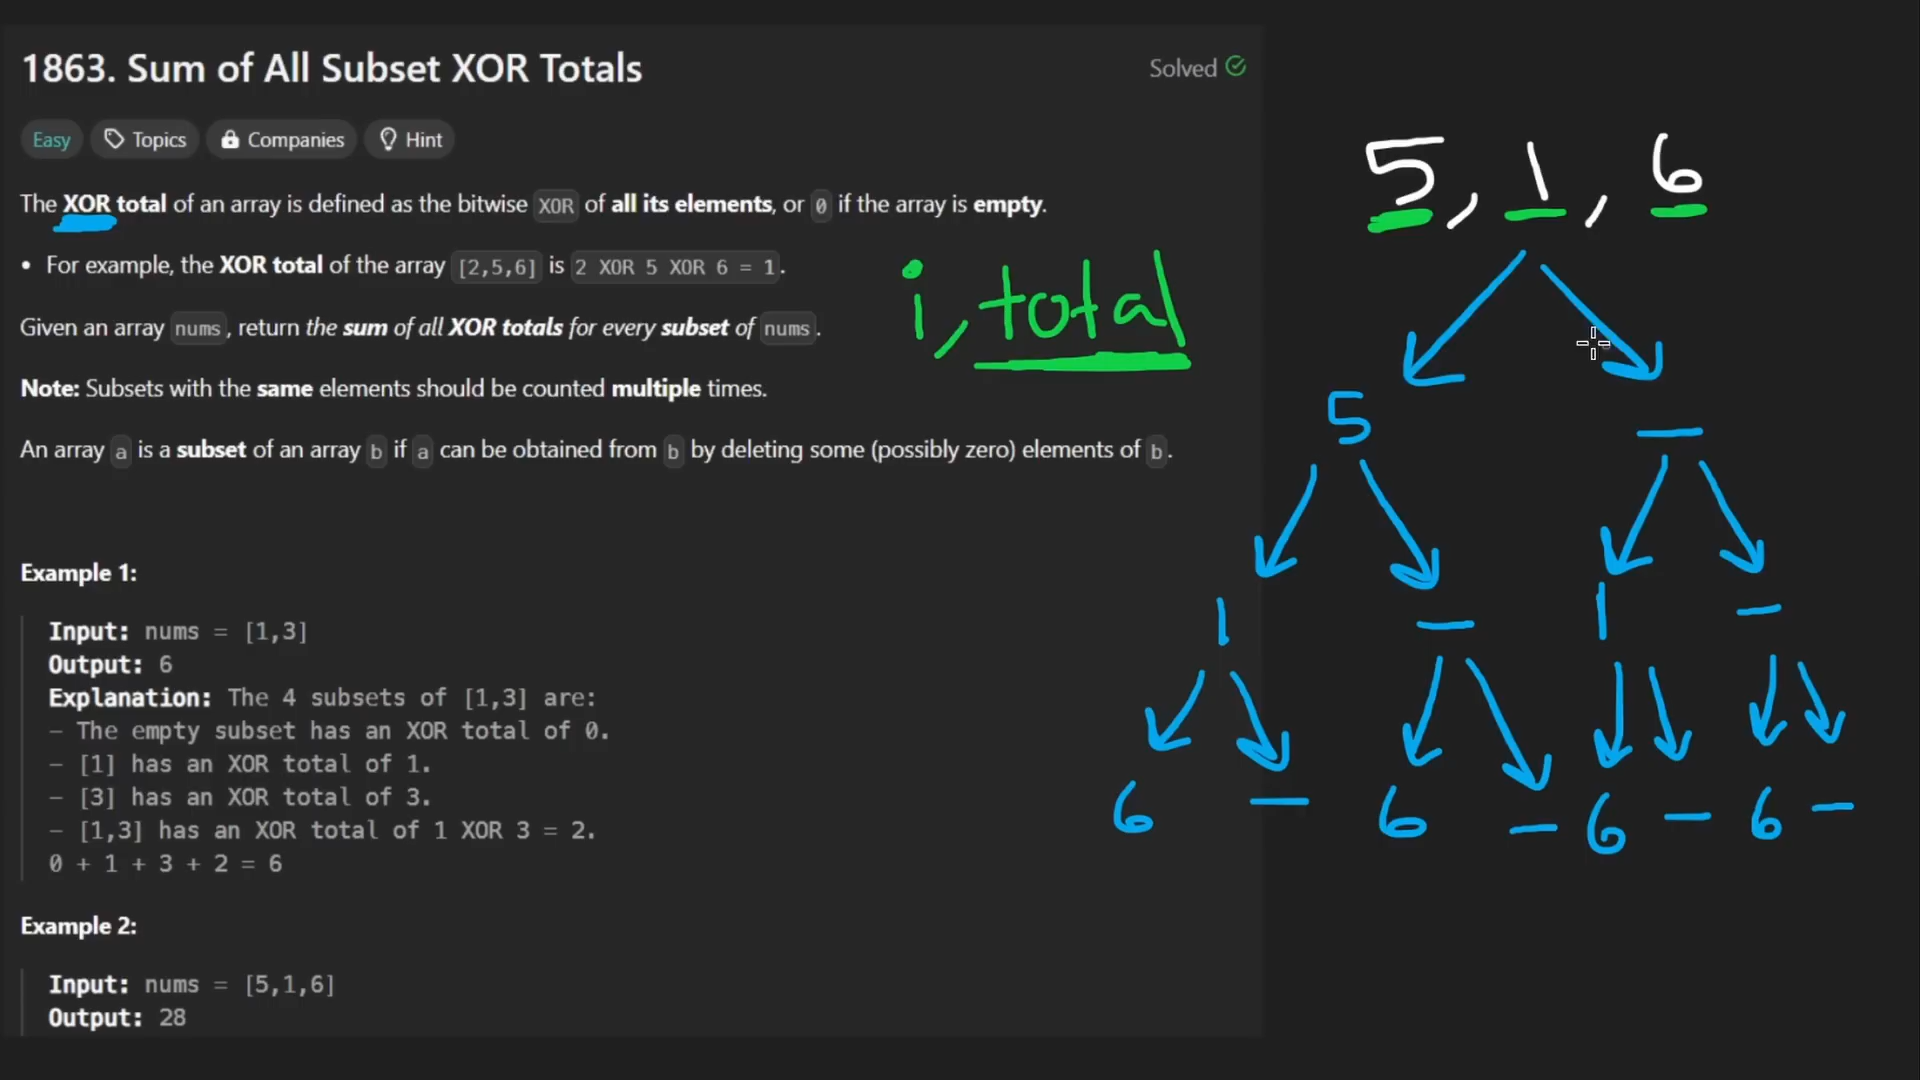 1863. Sum of All Subset XOR Totals
Solved
Easy Topics Companies Hint
The XOR total of an array is defined as the bitwise XOR of all its elements, or 0 if the array is empty.
• For example, the XOR total of the array [2,5,6] is 2 XOR 5 XOR 6 = 1.
Given an array nums, return the sum of all XOR totals for every subset of nums.
Note: Subsets with the same elements should be counted multiple times.
An array a is a subset of an array b if a can be obtained from b by deleting some (possibly zero) elements of b.
Example 1:
Input: nums = [1,3]
Output: 6
Explanation: The 4 subsets of [1,3] are:
- The empty subset has an XOR total of 0.
- [1] has an XOR total of 1.
- [3] has an XOR total of 3.
- [1,3] has an XOR total of 1 XOR 3 = 2.
0 + 1 + 3 + 2 = 6
Example 2:
Input: nums = [5,1,6]
Output: 28
i, total
5, 1, 6
5 —
1 — 1 —
6 — 6 — 6 — 6 —